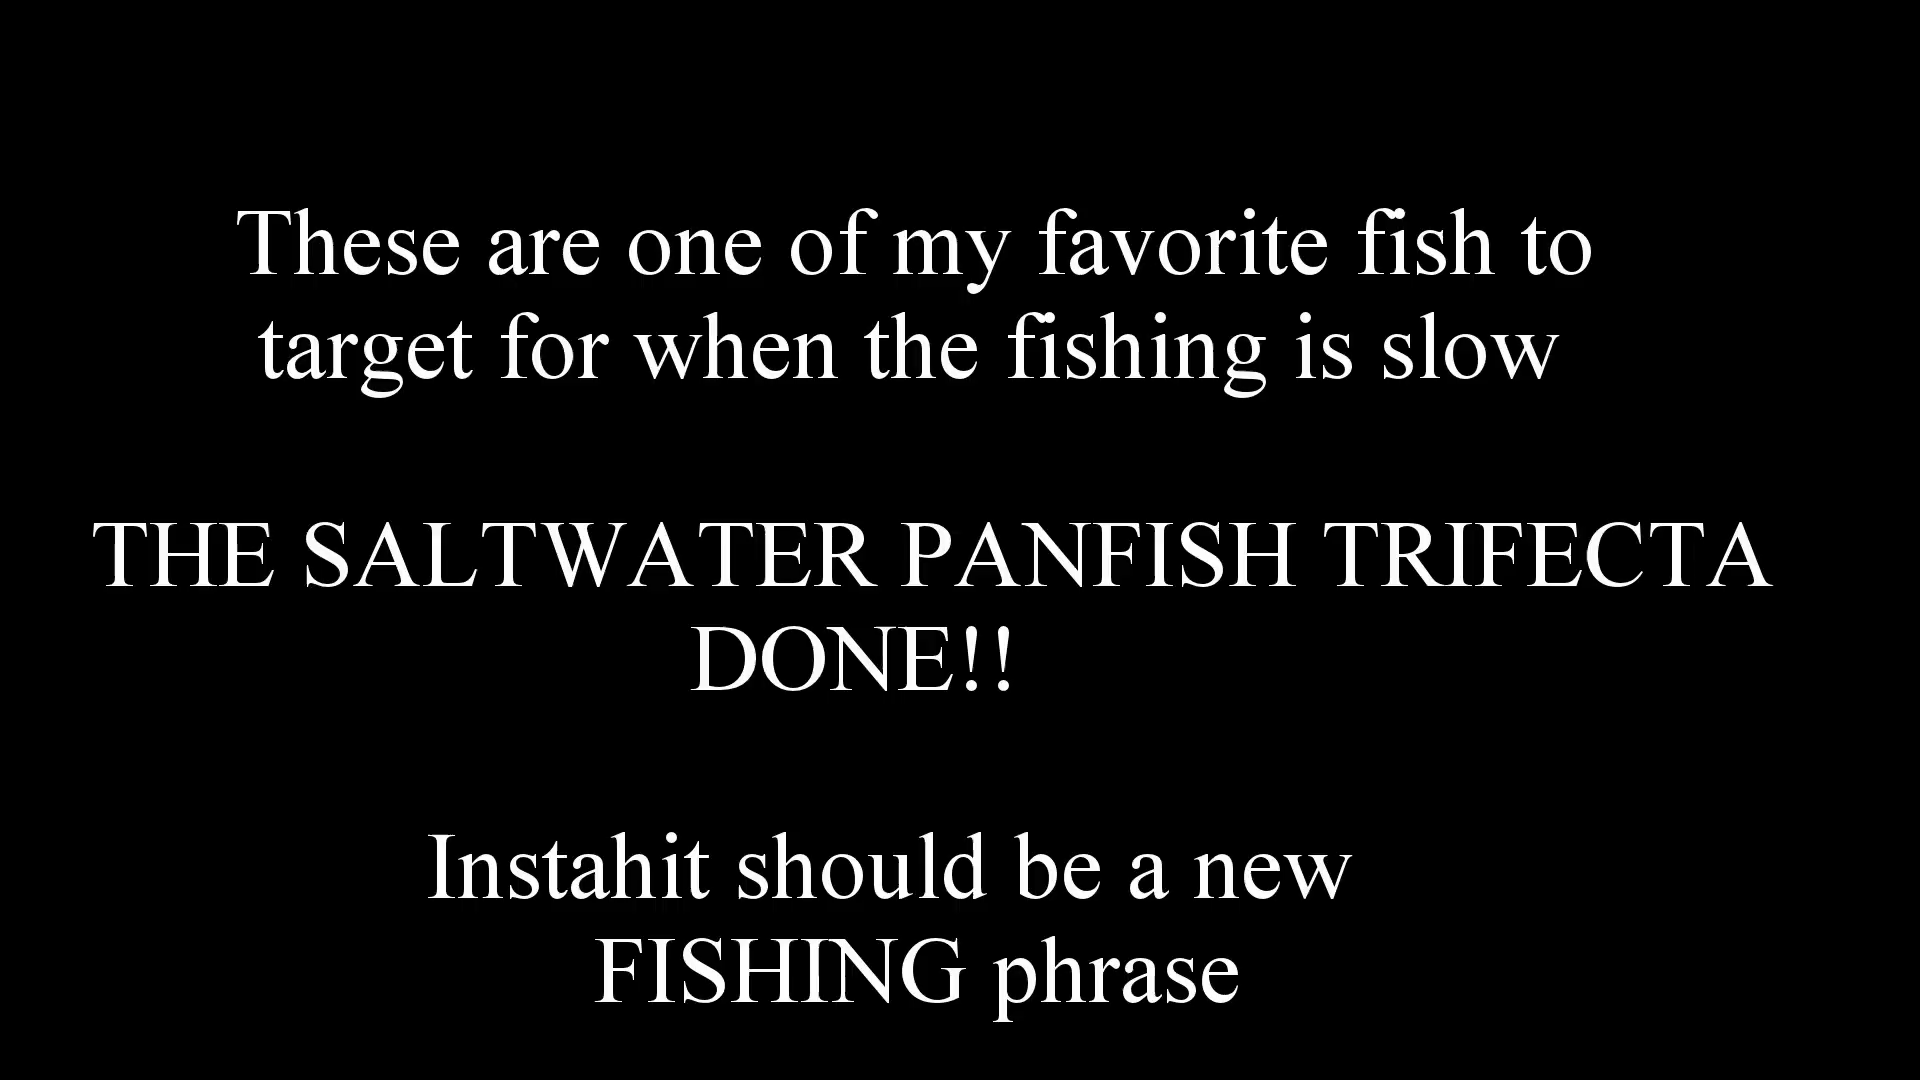 These are one of my favorite fish to
target for when the fishing is slow
THE SALTWATER PANFISH TRIFECTA
DONE!!
Instahit should be a new
FISHING phrase